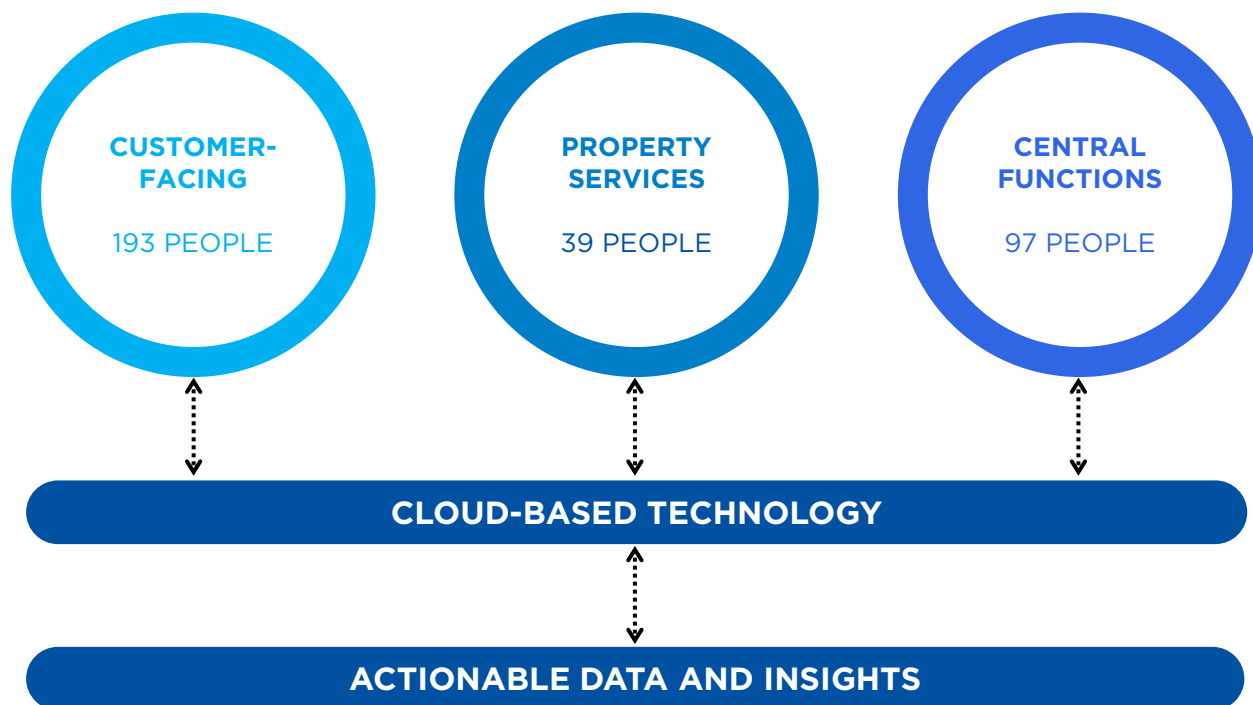 CUSTOMER-
FACING
193 PEOPLE
PROPERTY
SERVICES
39 PEOPLE
CENTRAL
FUNCTIONS
97 PEOPLE
CLOUD-BASED TECHNOLOGY
ACTIONABLE DATA AND INSIGHTS